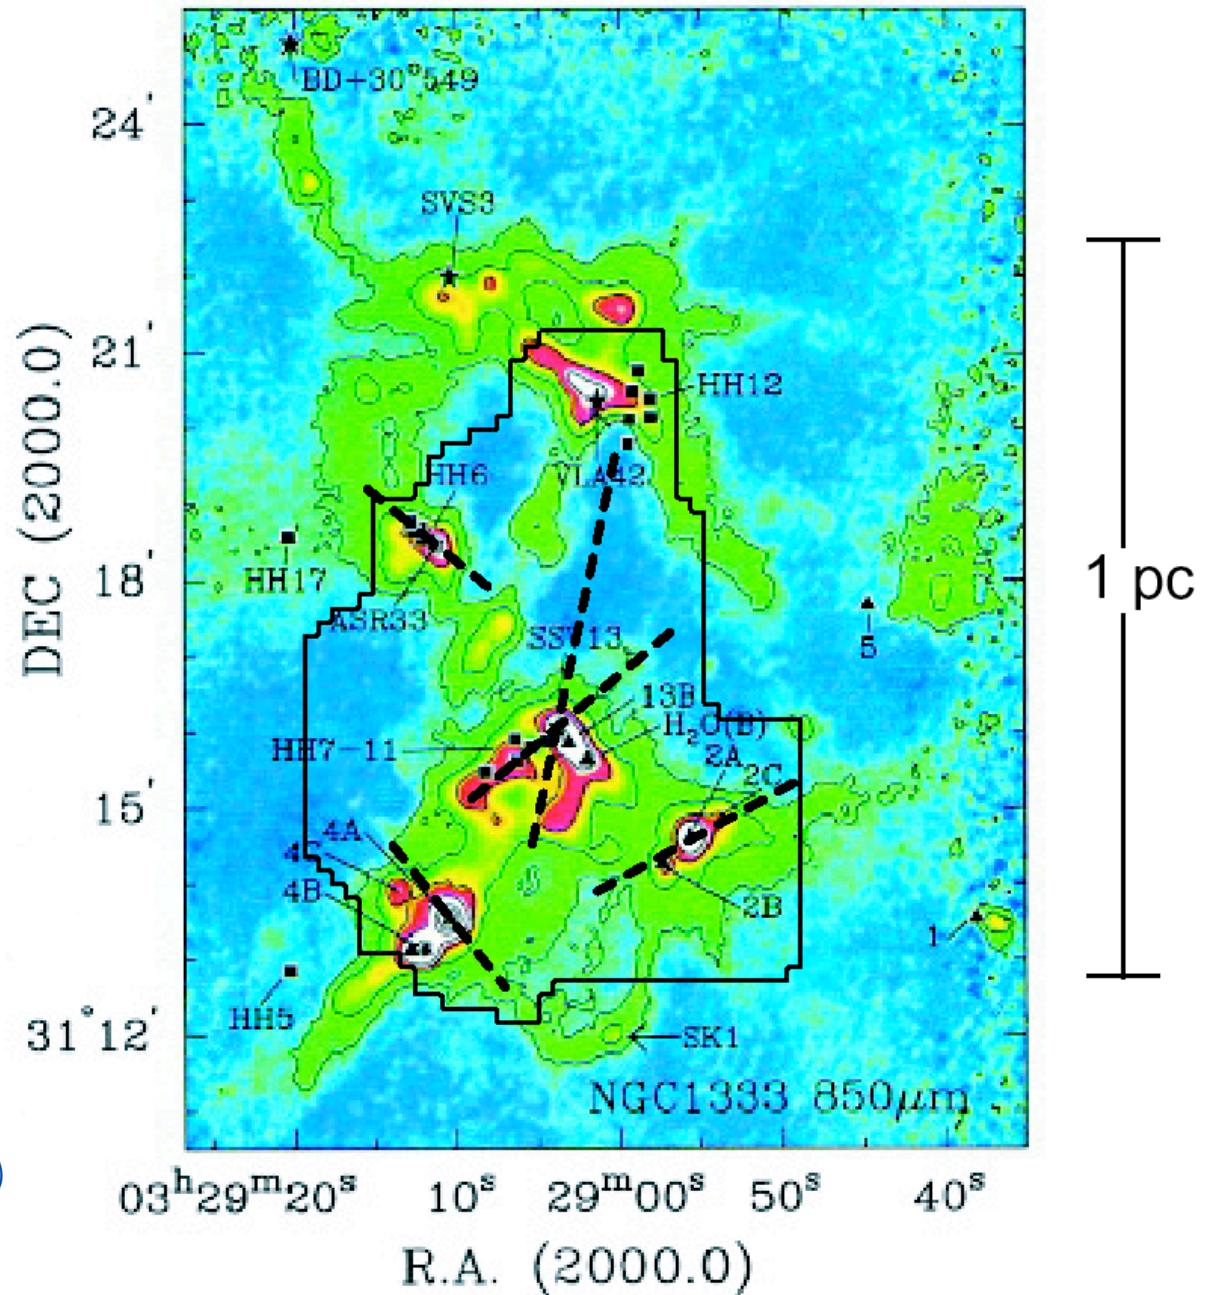 BD+30°549
24′
SVS3
21′
HH12
HH6
VLA42
HH17
18′
1 pc
ASR33
SSV13
5
13B
H₂O(B)
HH7-11
2A
2C
15′
4A
4C
4B
2B
1
HH5
31°12′
SK1
NGC1333 850μm
03ʰ29ᵐ20ˢ 10ˢ 29ᵐ00ˢ 50ˢ 40ˢ
R.A. (2000.0)
DEC (2000.0)